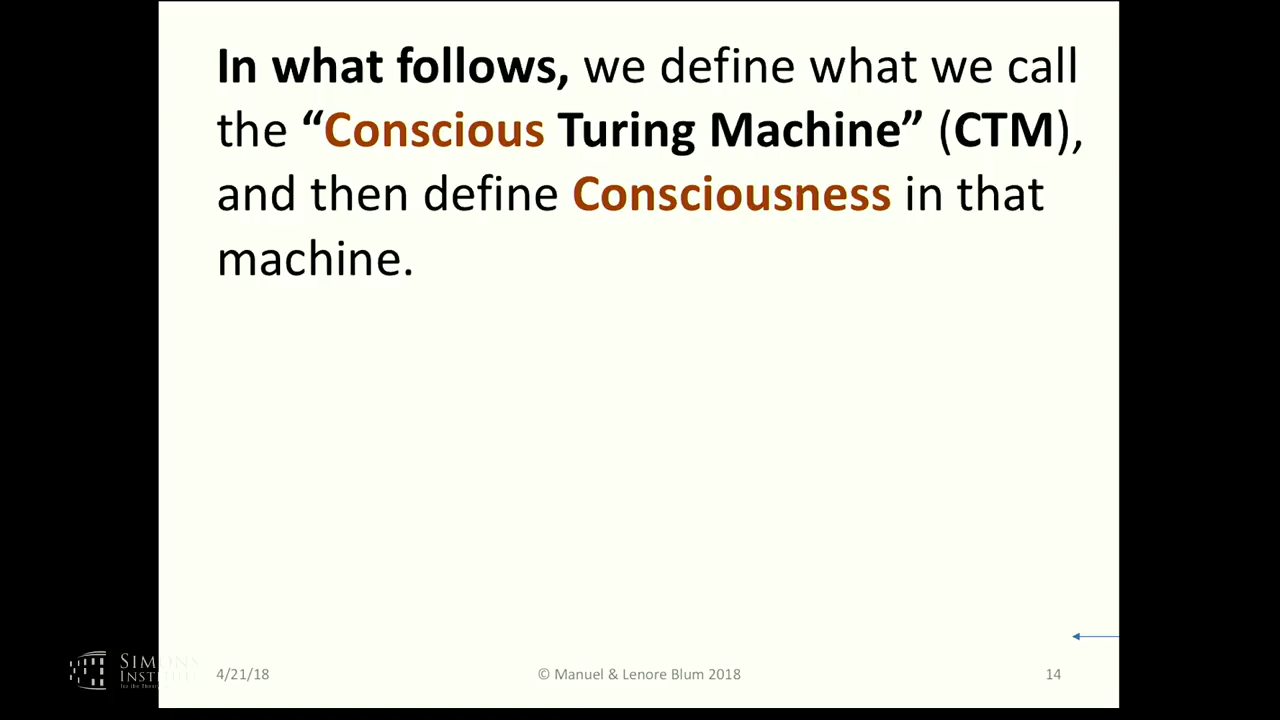 In what follows, we define what we call
the “Conscious Turing Machine” (CTM),
and then define Consciousness in that
machine.
SIMONS
4/21/18
© Manuel & Lenore Blum 2018
14